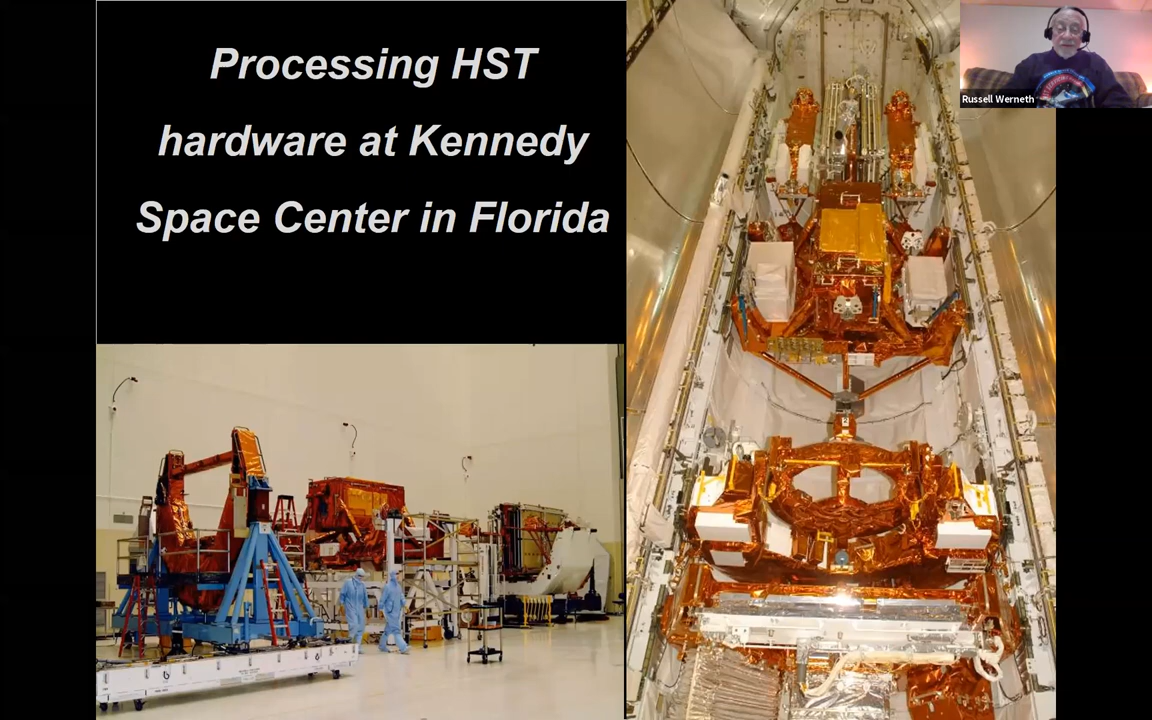 Processing HST
hardware at Kennedy
Space Center in Florida
Russell Werneth